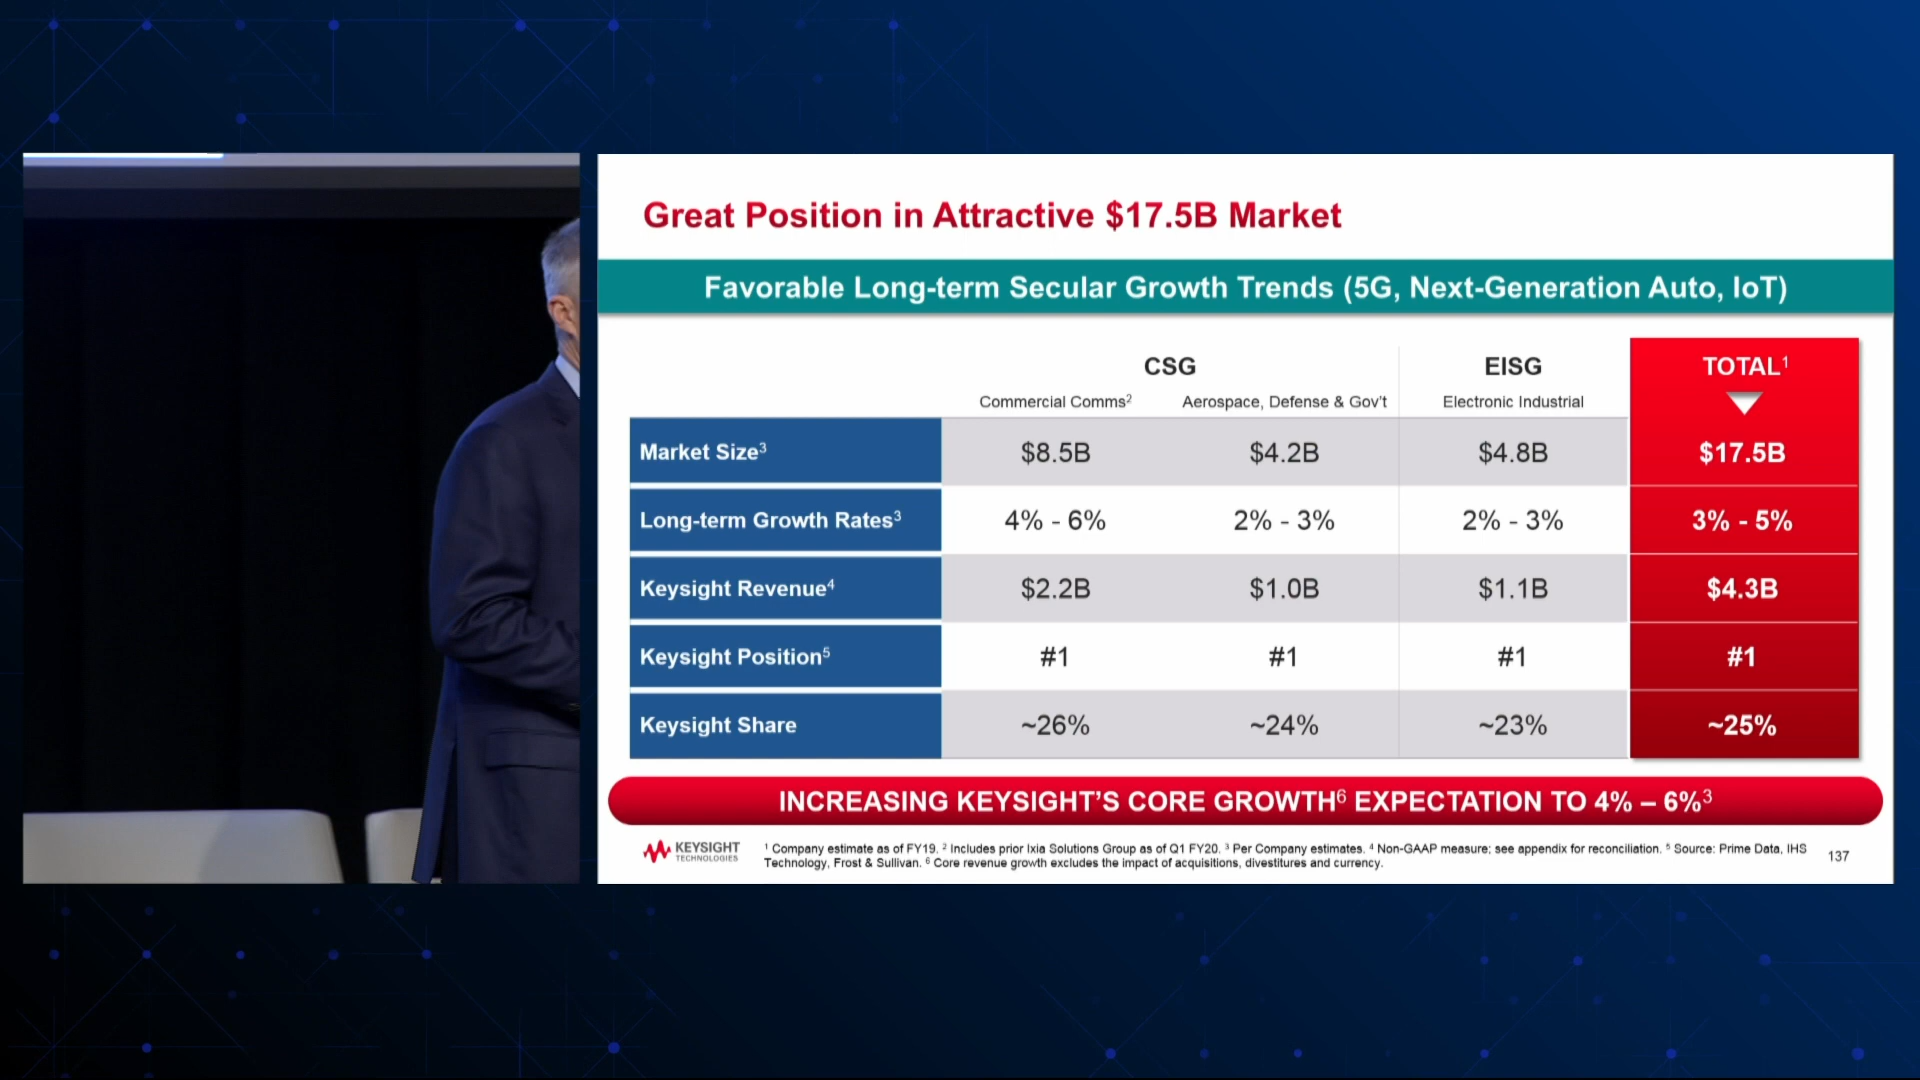 Great Position in Attractive $17.5B Market
Favorable Long-term Secular Growth Trends (5G, Next-Generation Auto, IoT)
CSG EISG TOTAL¹
Commercial Comms² Aerospace, Defense & Gov't Electronic Industrial
Market Size³ $8.5B $4.2B $4.8B $17.5B
Long-term Growth Rates³ 4% - 6% 2% - 3% 2% - 3% 3% - 5%
Keysight Revenue⁴ $2.2B $1.0B $1.1B $4.3B
Keysight Position⁵ #1 #1 #1 #1
Keysight Share ~26% ~24% ~23% ~25%
INCREASING KEYSIGHT'S CORE GROWTH⁶ EXPECTATION TO 4% – 6%³
KEYSIGHT
TECHNOLOGIES
¹ Company estimate as of FY19. ² Includes prior Ixia Solutions Group as of Q1 FY20. ³ Per Company estimates. ⁴ Non-GAAP measure; see appendix for reconciliation. ⁵ Source: Prime Data, IHS
Technology, Frost & Sullivan. ⁶ Core revenue growth excludes the impact of acquisitions, divestitures and currency.
137